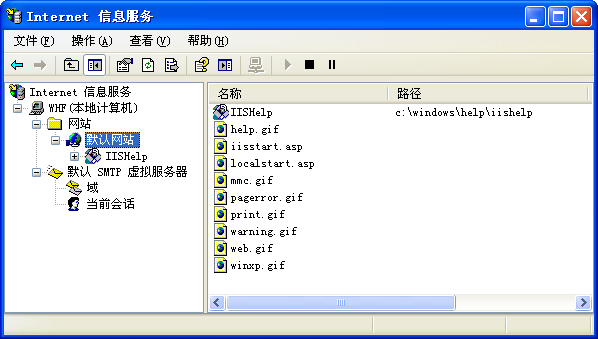 Internet 信息服务
文件(F) 操作(A) 查看(V) 帮助(H)
Internet 信息服务
WHF(本地计算机)
网站
默认网站
IISHelp
默认 SMTP 虚拟服务器
域
当前会话
名称 路径
IISHelp c:\windows\help\iishelp
help.gif
iisstart.asp
localstart.asp
mmc.gif
pagerror.gif
print.gif
warning.gif
web.gif
winxp.gif